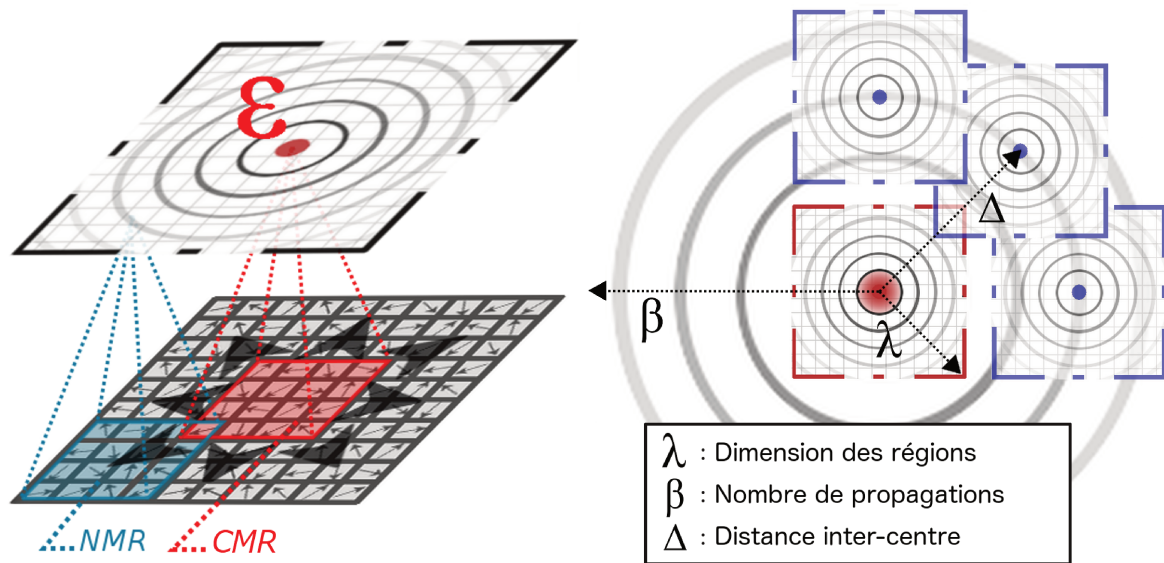 ε
NMR
CMR
Δ
β
λ
λ : Dimension des régions
β : Nombre de propagations
Δ : Distance inter-centre